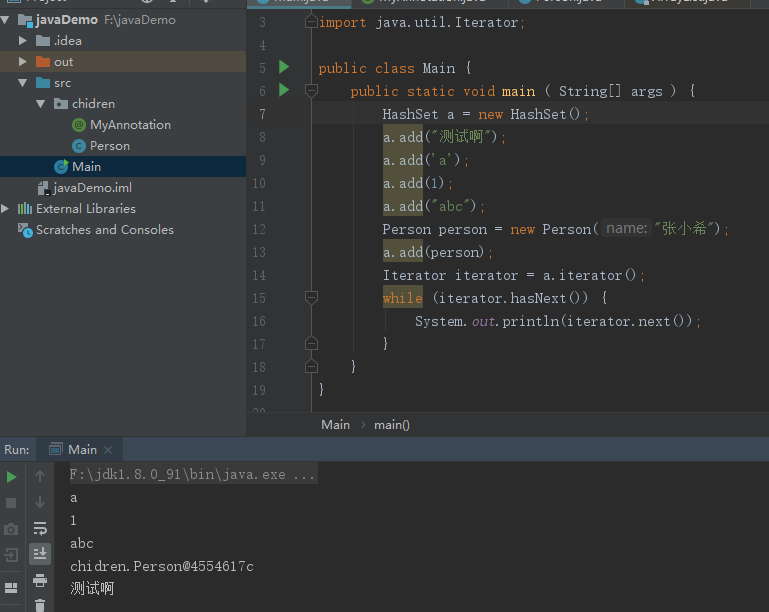 javaDemo F:\javaDemo
.idea
out
src
chidren
MyAnnotation
Person
Main
javaDemo.iml
External Libraries
Scratches and Consoles
3 import java.util.Iterator;
4
5 public class Main {
6 public static void main ( String[] args ) {
7 HashSet a = new HashSet();
8 a.add("测试啊");
9 a.add('a');
10 a.add(1);
11 a.add("abc");
12 Person person = new Person( name: "张小希");
13 a.add(person);
14 Iterator iterator = a.iterator();
15 while (iterator.hasNext()) {
16 System.out.println(iterator.next());
17 }
18 }
19 }
Main > main()
Run: Main ×
F:\jdk1.8.0_91\bin\java.exe ...
a
1
abc
chidren.Person@4554617c
测试啊